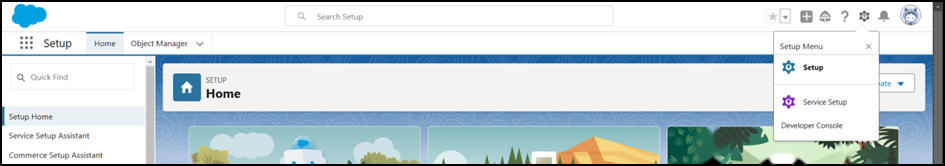 Search Setup
Setup
Home
Object Manager
Setup Menu
Setup
Service Setup
Developer Console
Quick Find
Setup Home
Service Setup Assistant
Commerce Setup Assistant
SETUP
Home